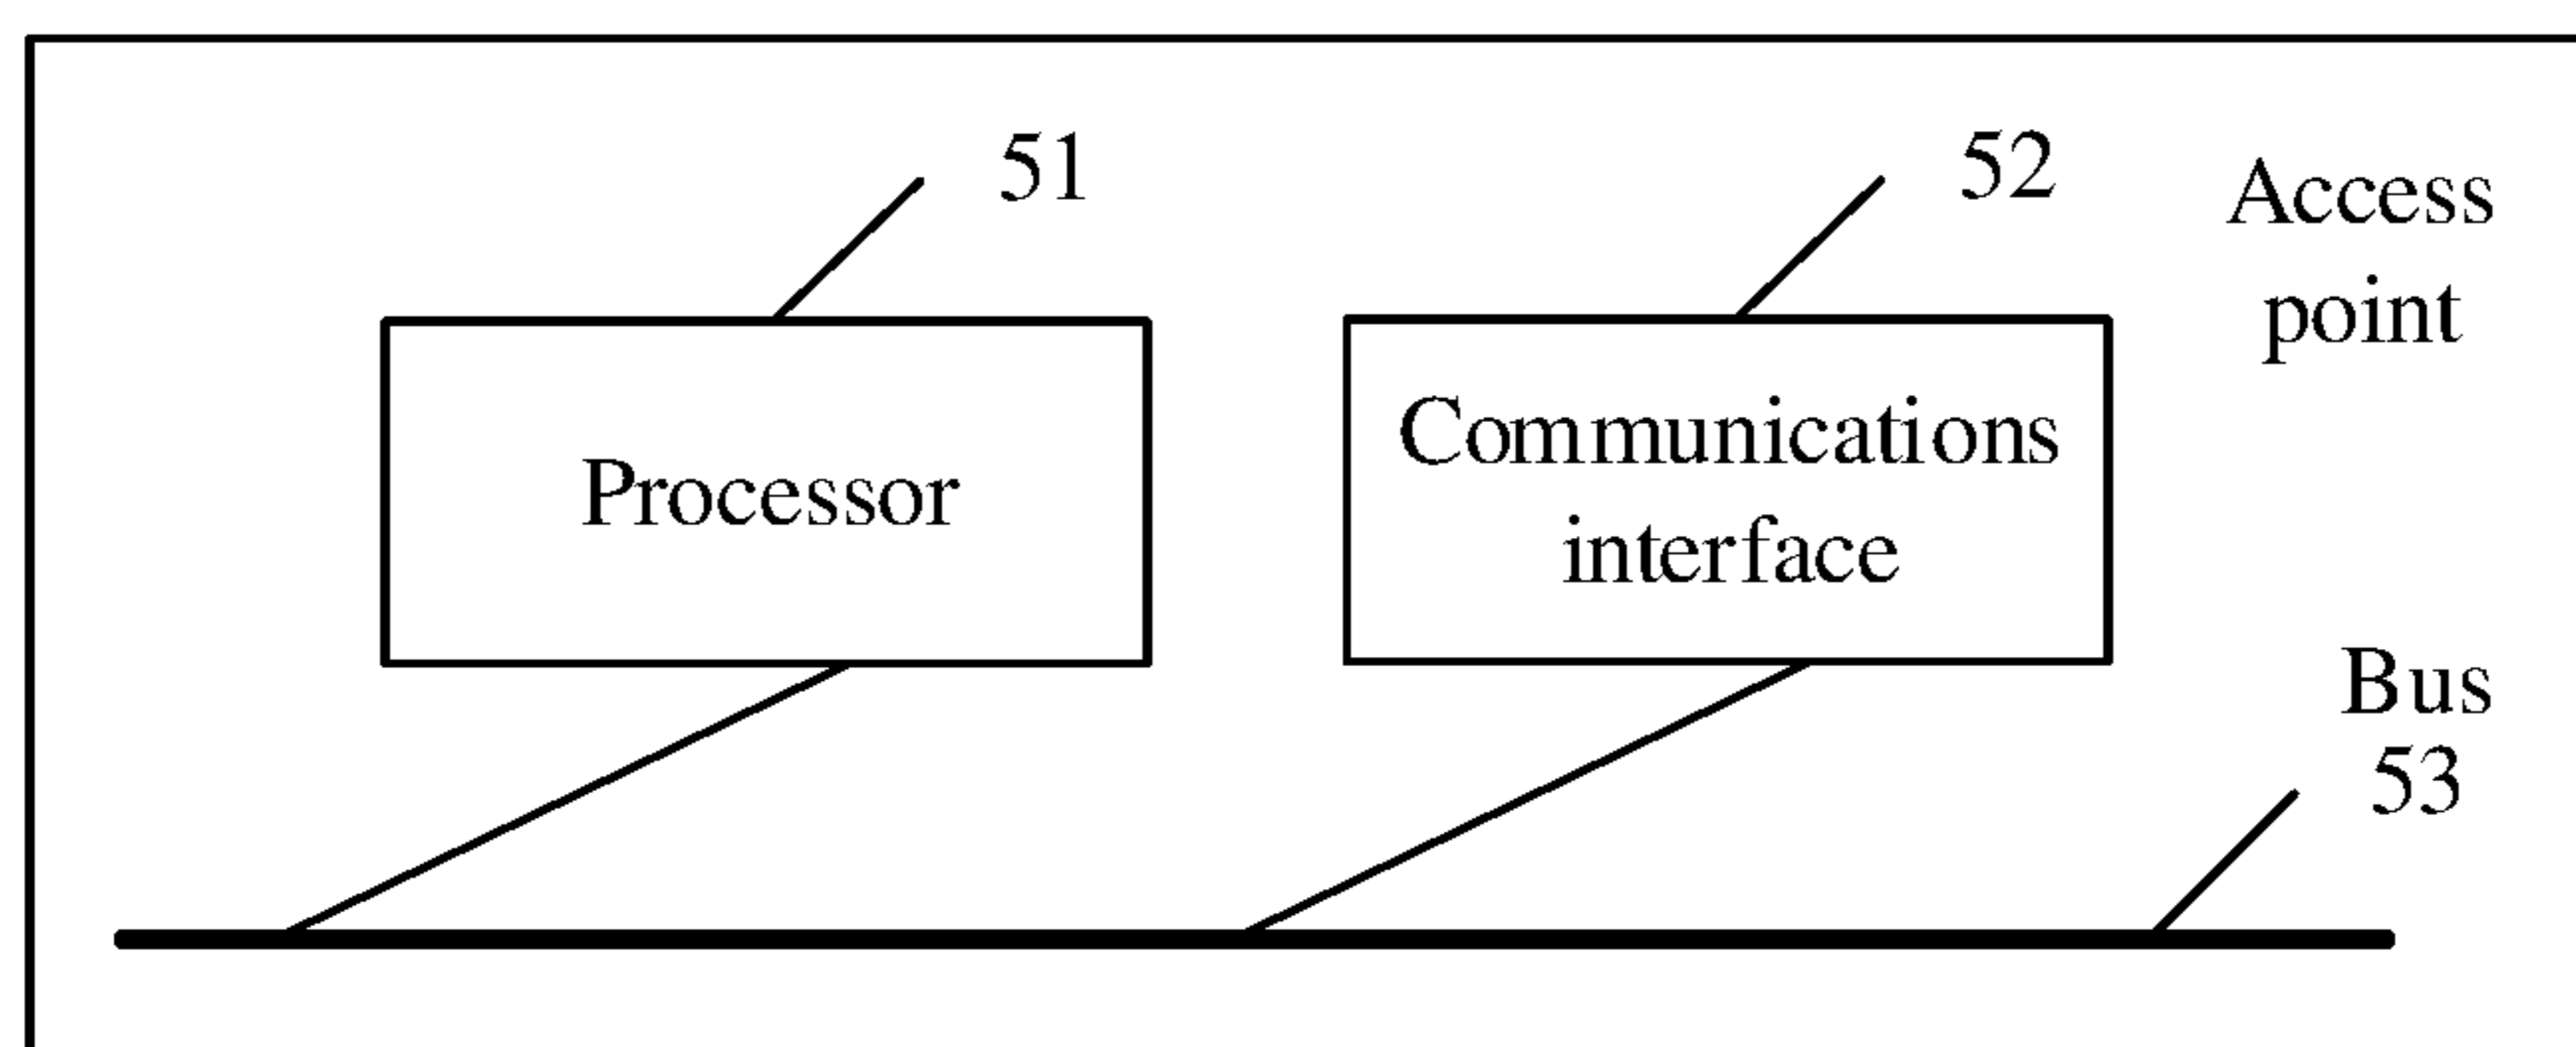 51
52
Access
point
Processor
Communications
interface
Bus
53